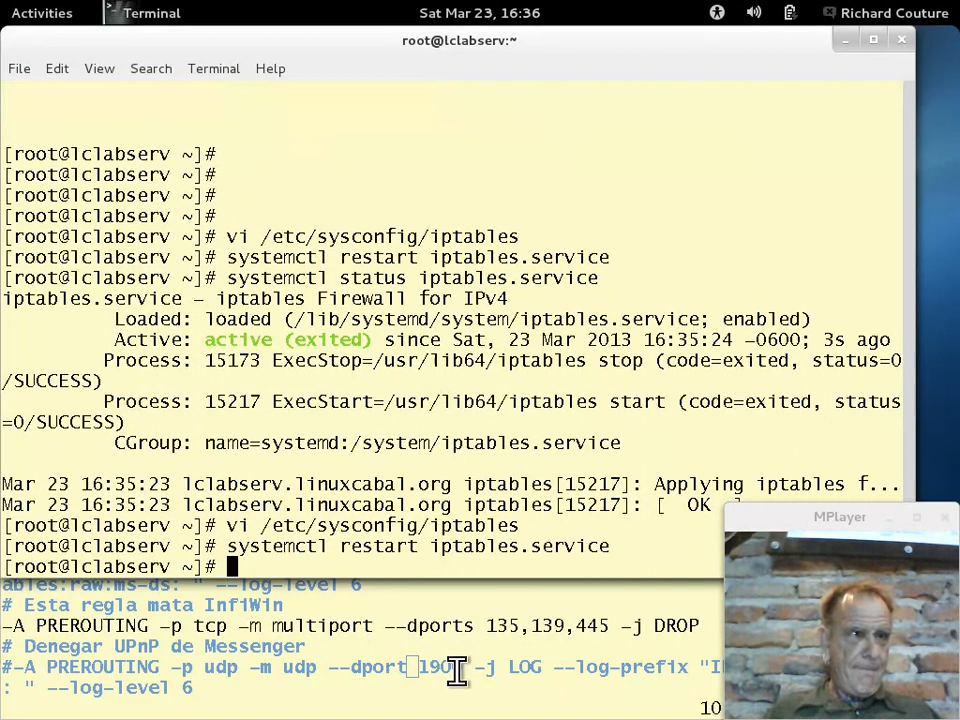 Activities Terminal Sat Mar 23, 16:36 Richard Couture
root@lclabserv:~
File Edit View Search Terminal Help
[root@lclabserv ~]#
[root@lclabserv ~]#
[root@lclabserv ~]#
[root@lclabserv ~]#
[root@lclabserv ~]# vi /etc/sysconfig/iptables
[root@lclabserv ~]# systemctl restart iptables.service
[root@lclabserv ~]# systemctl status iptables.service
iptables.service – iptables Firewall for IPv4
Loaded: loaded (/lib/systemd/system/iptables.service; enabled)
Active: active (exited) since Sat, 23 Mar 2013 16:35:24 –0600; 3s ago
Process: 15173 ExecStop=/usr/lib64/iptables stop (code=exited, status=0
/SUCCESS)
Process: 15217 ExecStart=/usr/lib64/iptables start (code=exited, status
=0/SUCCESS)
CGroup: name=systemd:/system/iptables.service
Mar 23 16:35:23 lclabserv.linuxcabal.org iptables[15217]: Applying iptables f...
Mar 23 16:35:23 lclabserv.linuxcabal.org iptables[15217]: [ OK
[root@lclabserv ~]# vi /etc/sysconfig/iptables
[root@lclabserv ~]# systemctl restart iptables.service
[root@lclabserv ~]#
MPlayer
ables:raw:ms-ds: " --log-level 6
# Esta regla mata InfiWin
-A PREROUTING -p tcp -m multiport --dports 135,139,445 -j DROP
# Denegar UPnP de Messenger
#-A PREROUTING -p udp -m udp --dport -j LOG --log-prefix
: " --log-level 6
10